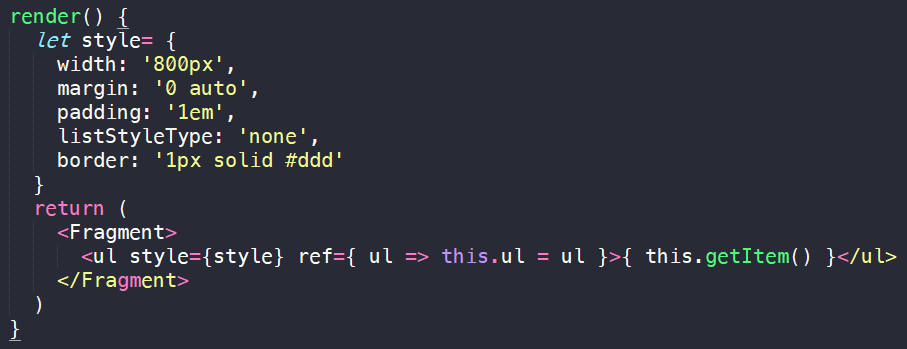 render() {
  let style= {
    width: '800px',
    margin: '0 auto',
    padding: '1em',
    listStyleType: 'none',
    border: '1px solid #ddd'
  }
  return (
    <Fragment>
      <ul style={style} ref={ ul => this.ul = ul }>{ this.getItem() }</ul>
    </Fragment>
  )
}